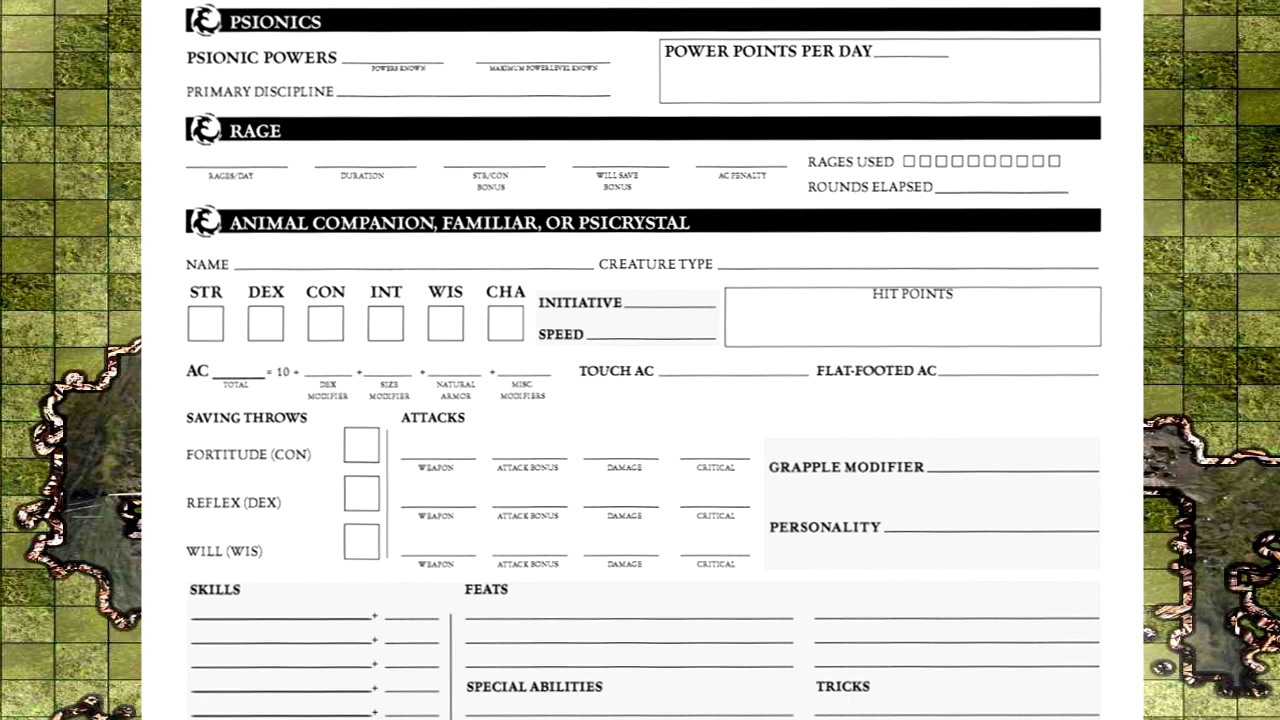 PSIONICS
PSIONIC POWERS
POWERS KNOWN MAXIMUM POWER LEVEL KNOWN
POWER POINTS PER DAY
PRIMARY DISCIPLINE
RAGE
RAGES/DAY DURATION STR/CON BONUS WILL SAVE BONUS AC PENALTY
RAGES USED
ROUNDS ELAPSED
ANIMAL COMPANION, FAMILIAR, OR PSICRYSTAL
NAME CREATURE TYPE
STR DEX CON INT WIS CHA
INITIATIVE
SPEED
HIT POINTS
AC = 10 + + + +
TOTAL DEX MODIFIER SIZE MODIFIER NATURAL ARMOR MISC. MODIFIERS
TOUCH AC FLAT-FOOTED AC
SAVING THROWS ATTACKS
FORTITUDE (CON)
WEAPON ATTACK BONUS DAMAGE CRITICAL
GRAPPLE MODIFIER
REFLEX (DEX)
WEAPON ATTACK BONUS DAMAGE CRITICAL
PERSONALITY
WILL (WIS)
WEAPON ATTACK BONUS DAMAGE CRITICAL
SKILLS FEATS
+
+
+
SPECIAL ABILITIES TRICKS
+
+